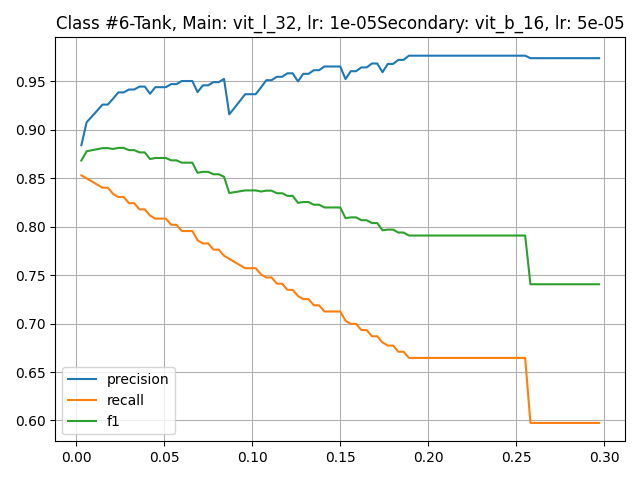 Class #6-Tank, Main: vit_l_32, lr: 1e-05Secondary: vit_b_16, lr: 5e-05
0.95
0.90
0.85
0.80
0.75
0.70
0.65
0.60
precision
recall
f1
0.00 0.05 0.10 0.15 0.20 0.25 0.30